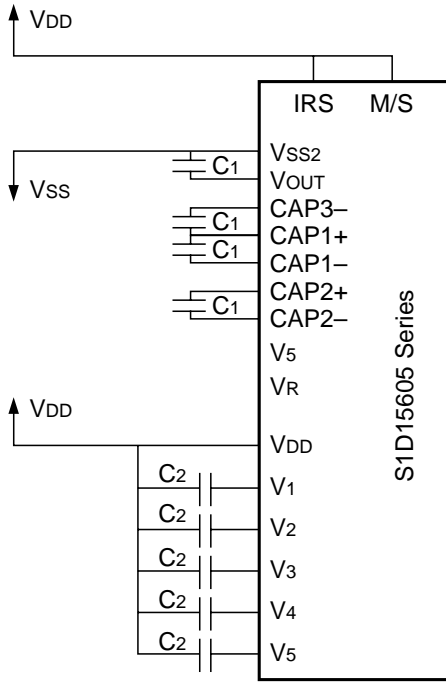 VDD
IRS M/S
VSS2
C1
VSS
VOUT
CAP3–
C1
CAP1+
C1
CAP1–
CAP2+
C1
CAP2–
V5
VR
S1D15605 Series
VDD
VDD
C2
V1
C2
V2
C2
V3
C2
V4
C2
V5